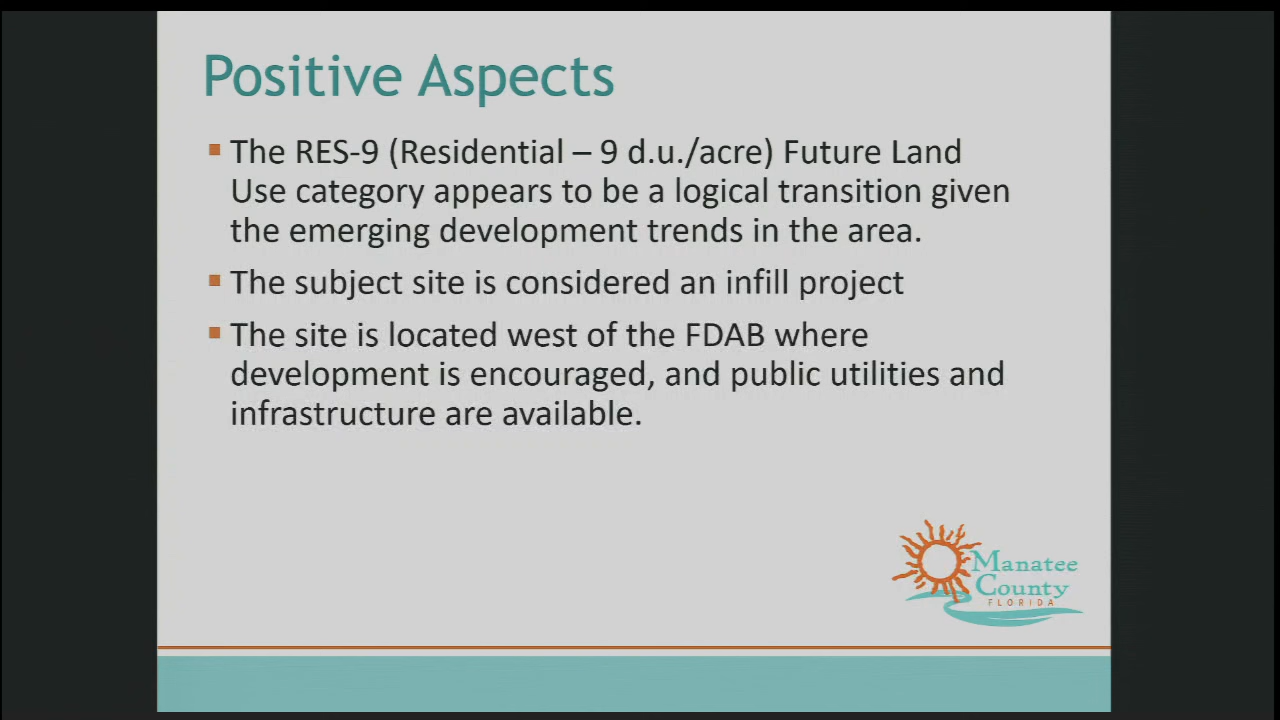 Positive Aspects
▪ The RES-9 (Residential – 9 d.u./acre) Future Land
Use category appears to be a logical transition given
the emerging development trends in the area.
▪ The subject site is considered an infill project
▪ The site is located west of the FDAB where
development is encouraged, and public utilities and
infrastructure are available.
Manatee
County
FLORIDA